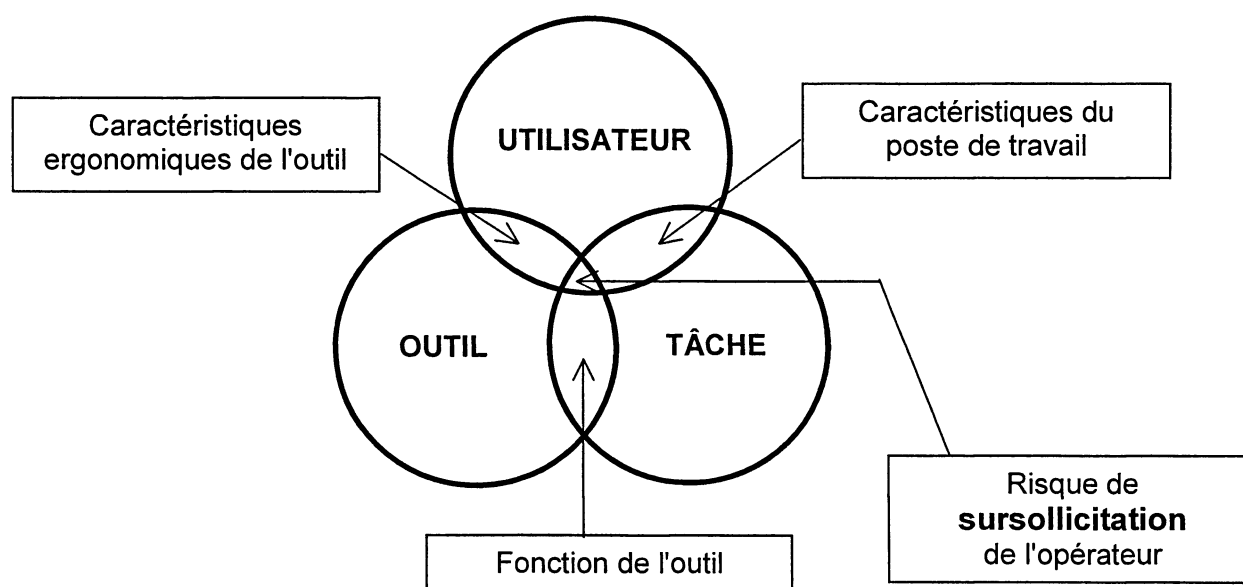 Caractéristiques
ergonomiques de l'outil
UTILISATEUR
Caractéristiques du
poste de travail
OUTIL
TÂCHE
Fonction de l'outil
Risque de
sursollicitation
de l'opérateur